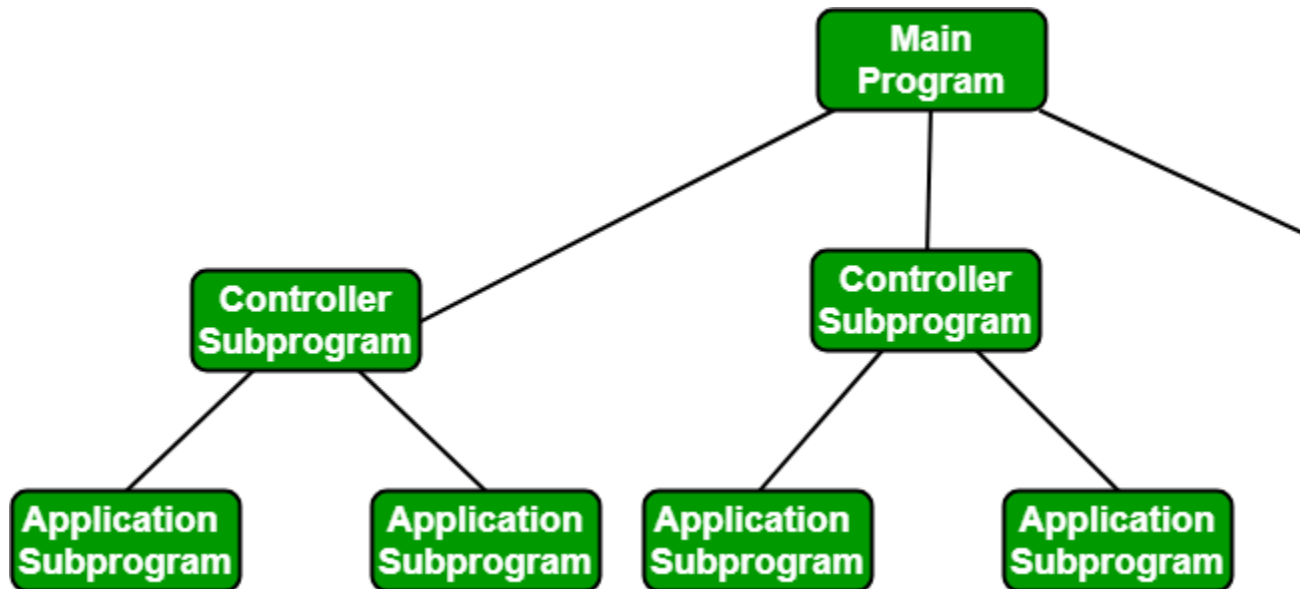 Main
Program
Controller
Subprogram
Controller
Subprogram
Application
Subprogram
Application
Subprogram
Application
Subprogram
Application
Subprogram